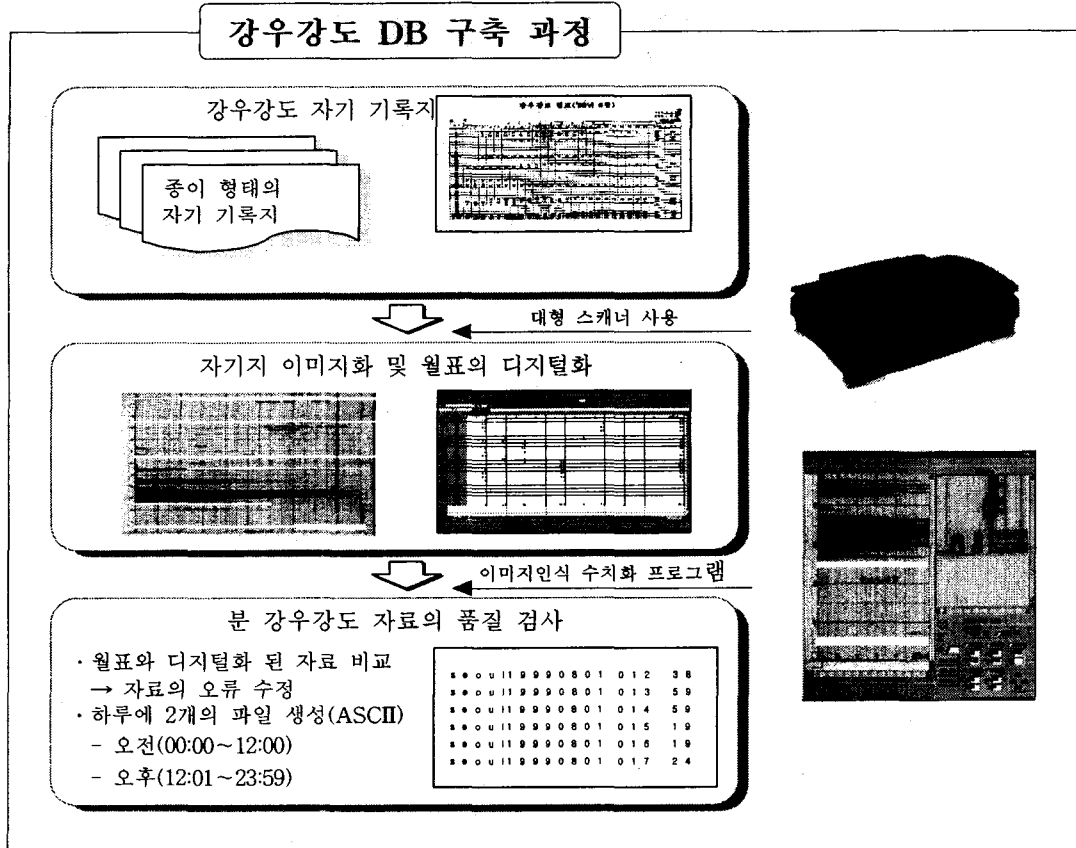 강우강도 DB 구축 과정
강우강도 자기 기록지
종이 형태의
자기 기록지
대형 스캐너 사용
자기지 이미지화 및 월표의 디지털화
이미지인식 수치화 프로그램
분 강우강도 자료의 품질 검사
· 월표와 디지털화 된 자료 비교
→ 자료의 오류 수정
· 하루에 2개의 파일 생성(ASCII)
- 오전(00:00~12:00)
- 오후(12:01~23:59)
seoul19990801 012 38
seoul19990801 013 59
seoul19990801 014 59
seoul19990801 015 19
seoul19990801 016 19
seoul19990801 017 24